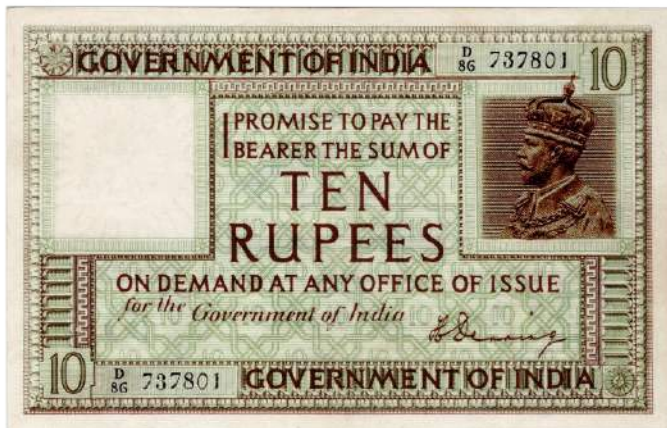 GOVERNMENT OF INDIA D/86 737801 10
I PROMISE TO PAY THE
BEARER THE SUM OF
TEN
RUPEES
ON DEMAND AT ANY OFFICE OF ISSUE
for the Government of India
H Denning
10 D/86 737801 GOVERNMENT OF INDIA